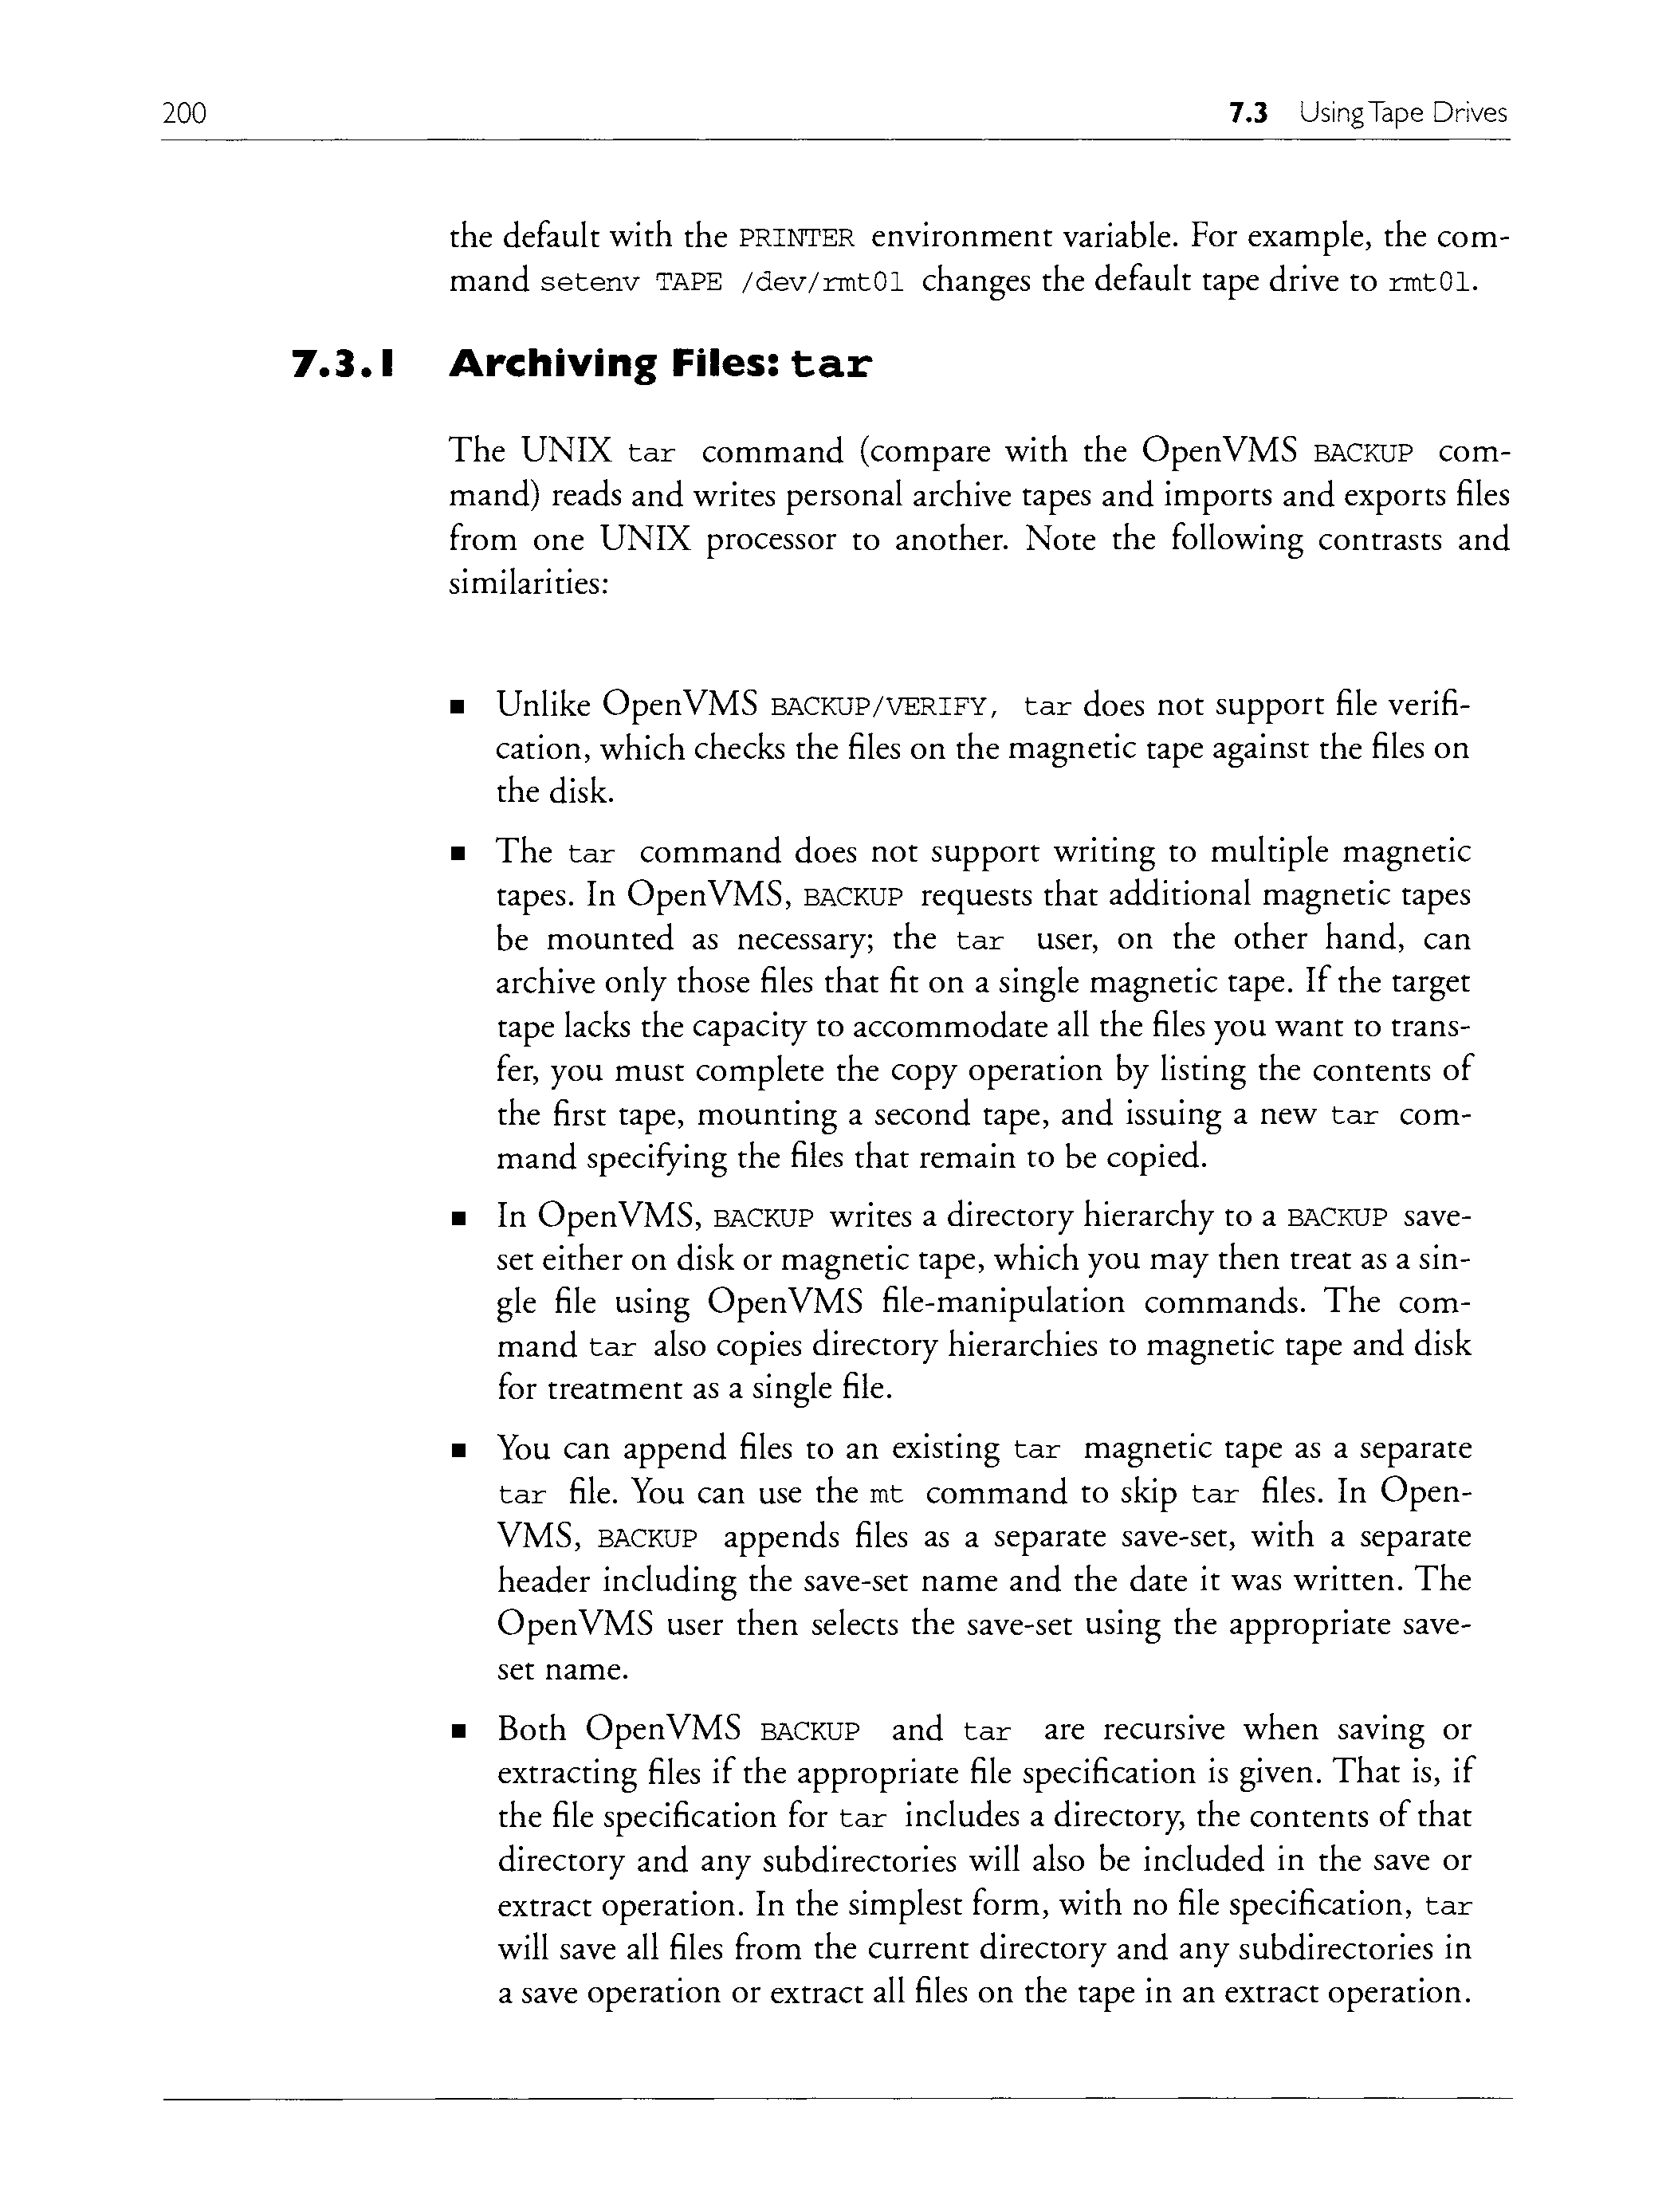 200
7.3 Using Tape Drives
the default with the PRINTER environment variable. For example, the com-
mand setenv TAPE /dev/rmt01 changes the default tape drive to rmt01.
7.3.1 Archiving Files: tar
The UNIX tar command (compare with the OpenVMS BACKUP com-
mand) reads and writes personal archive tapes and imports and exports files
from one UNIX processor to another. Note the following contrasts and
similarities:
■ Unlike OpenVMS BACKUP/VERIFY, tar does not support file verifi-
cation, which checks the files on the magnetic tape against the files on
the disk.
■ The tar command does not support writing to multiple magnetic
tapes. In OpenVMS, BACKUP requests that additional magnetic tapes
be mounted as necessary; the tar user, on the other hand, can
archive only those files that fit on a single magnetic tape. If the target
tape lacks the capacity to accommodate all the files you want to trans-
fer, you must complete the copy operation by listing the contents of
the first tape, mounting a second tape, and issuing a new tar com-
mand specifying the files that remain to be copied.
■ In OpenVMS, BACKUP writes a directory hierarchy to a BACKUP save-
set either on disk or magnetic tape, which you may then treat as a sin-
gle file using OpenVMS file-manipulation commands. The com-
mand tar also copies directory hierarchies to magnetic tape and disk
for treatment as a single file.
■ You can append files to an existing tar magnetic tape as a separate
tar file. You can use the mt command to skip tar files. In Open-
VMS, BACKUP appends files as a separate save-set, with a separate
header including the save-set name and the date it was written. The
OpenVMS user then selects the save-set using the appropriate save-
set name.
■ Both OpenVMS BACKUP and tar are recursive when saving or
extracting files if the appropriate file specification is given. That is, if
the file specification for tar includes a directory, the contents of that
directory and any subdirectories will also be included in the save or
extract operation. In the simplest form, with no file specification, tar
will save all files from the current directory and any subdirectories in
a save operation or extract all files on the tape in an extract operation.